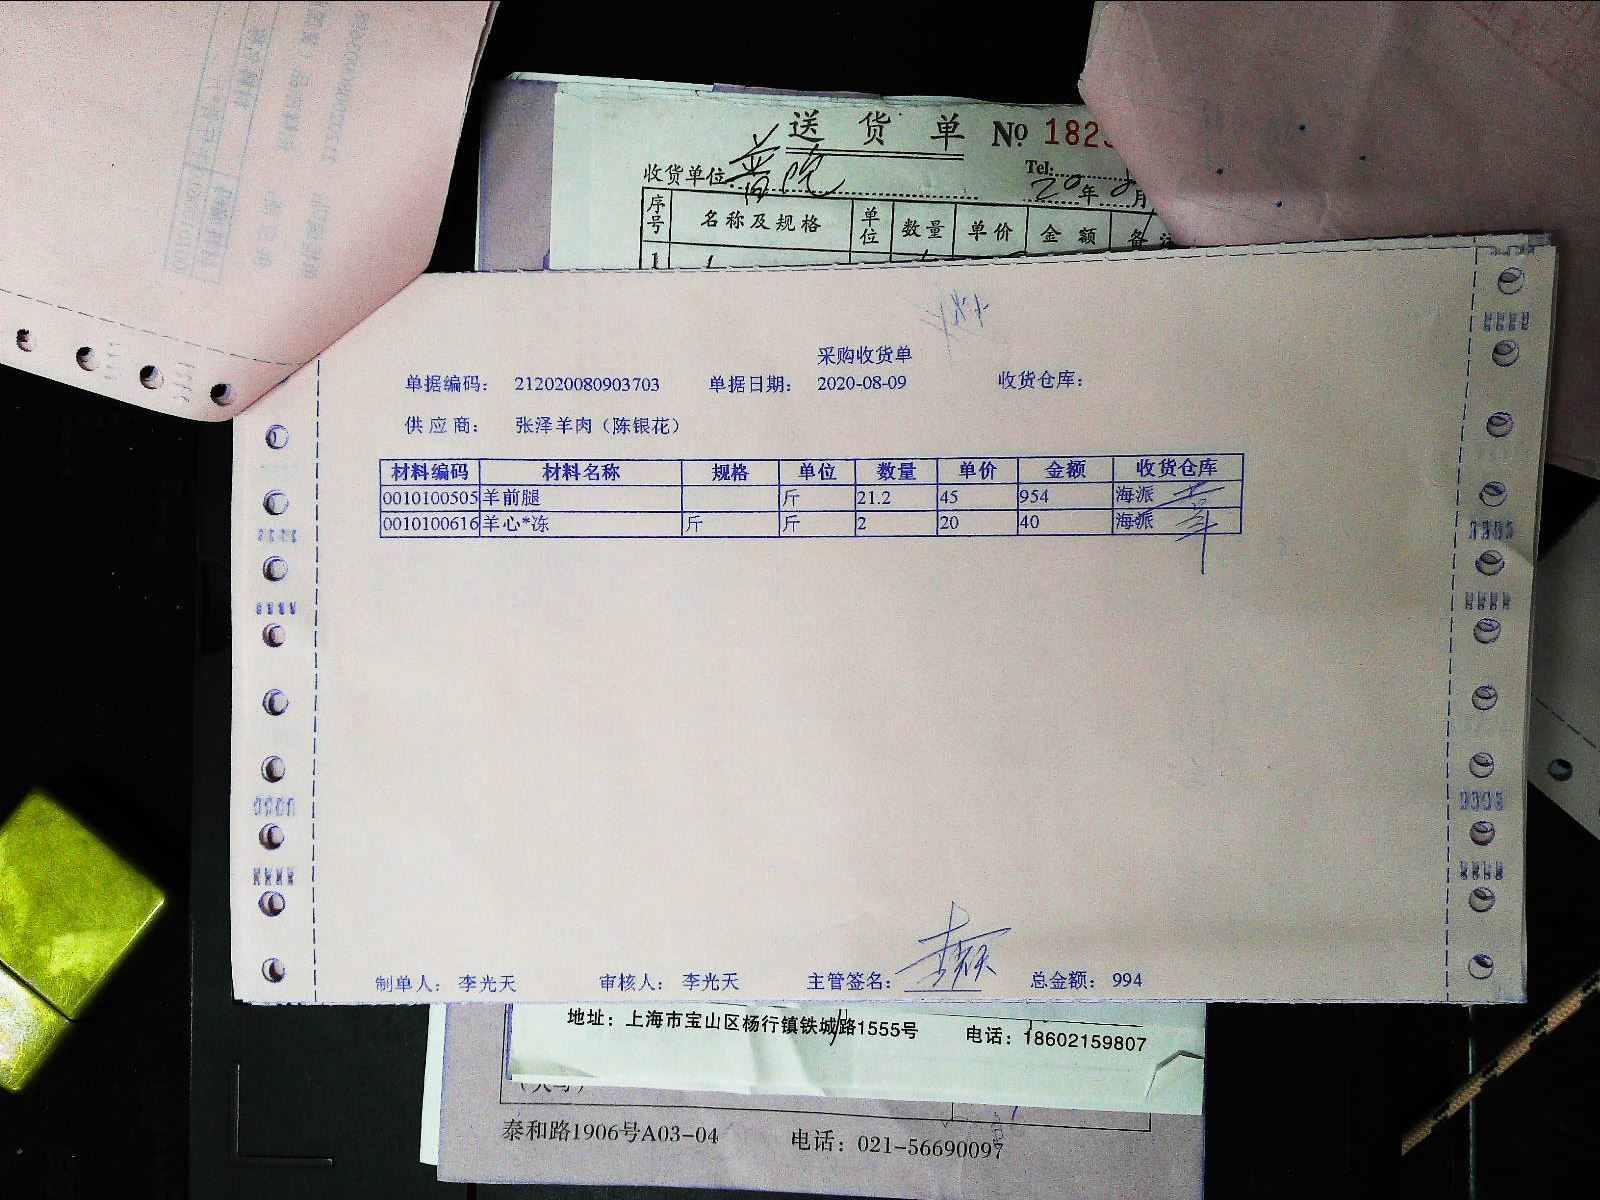 送货单 № 182
收货单位 Tel:
20年 月
序号 名称及规格 单位 数量 单价 金额 备
1
采购收货单
单据编码： 212020080903703 单据日期： 2020-08-09 收货仓库：
供应商： 张泽羊肉（陈银花）
材料编码 材料名称 规格 单位 数量 单价 金额 收货仓库
0010100505 羊前腿 斤 21.2 45 954 海派
0010100616 羊心*冻 斤 斤 2 20 40 海派
制单人： 李光天 审核人： 李光天 主管签名： 总金额： 994
地址：上海市宝山区杨行镇铁城路1555号 电话：18602159807
泰和路1906号A03-04 电话：021-56690097